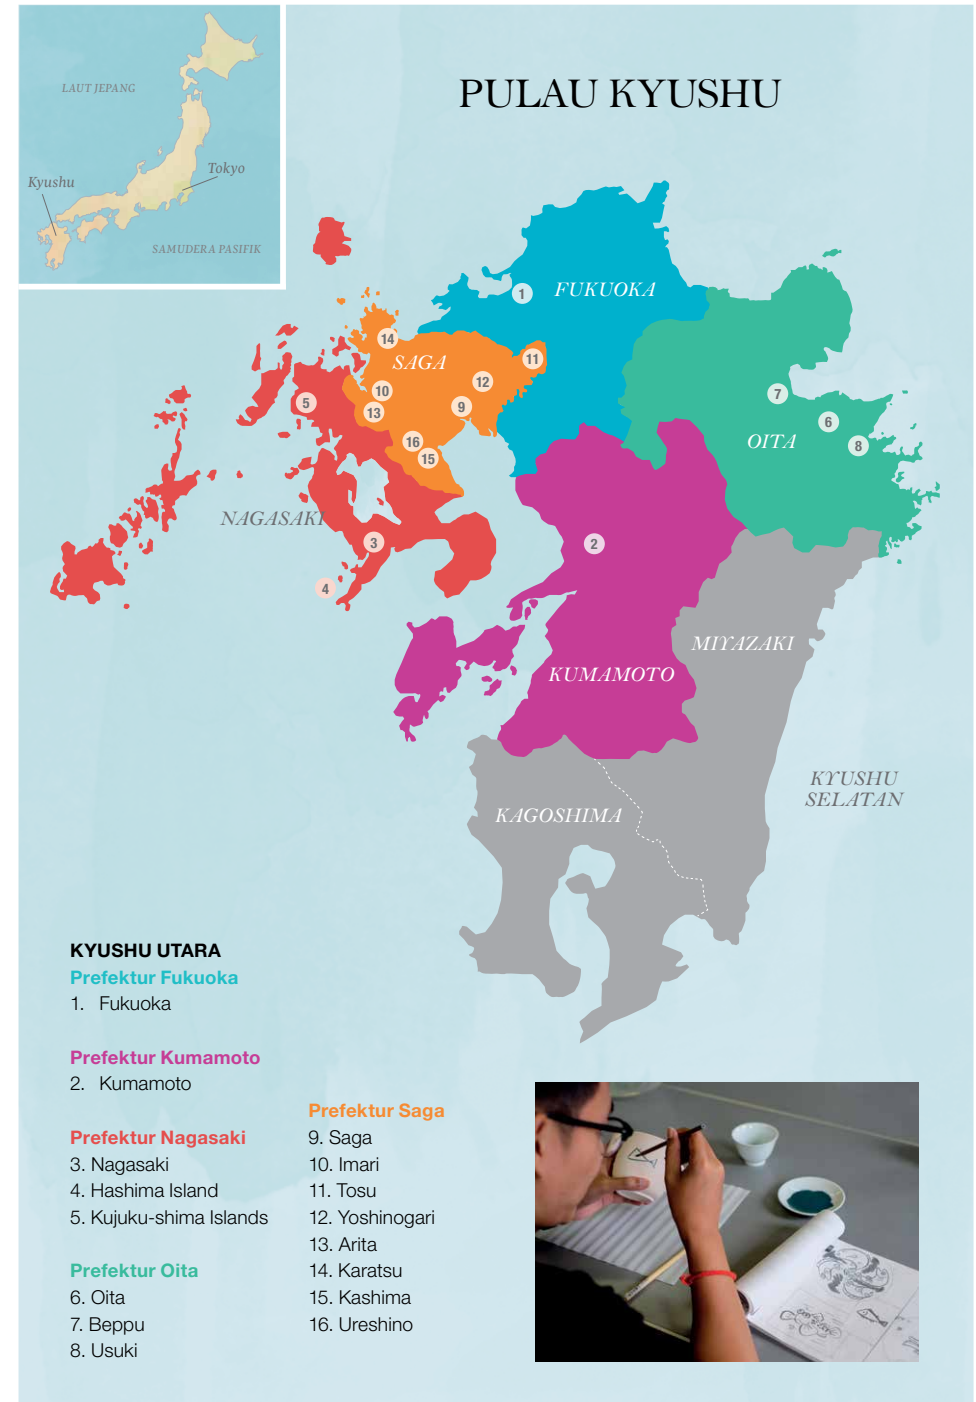 PULAU KYUSHU
LAUT JEPANG
Tokyo
Kyushu
SAMUDERA PASIFIK
1
FUKUOKA
14
SAGA
11
12
10
7
5
13
9
6
OITA
16
8
15
NAGASAKI
3
2
4
MIYAZAKI
KUMAMOTO
KYUSHU
SELATAN
KAGOSHIMA
KYUSHU UTARA
Prefektur Fukuoka
1. Fukuoka
Prefektur Kumamoto
2. Kumamoto
Prefektur Nagasaki
3. Nagasaki
4. Hashima Island
5. Kujuku-shima Islands
Prefektur Oita
6. Oita
7. Beppu
8. Usuki
Prefektur Saga
9. Saga
10. Imari
11. Tosu
12. Yoshinogari
13. Arita
14. Karatsu
15. Kashima
16. Ureshino